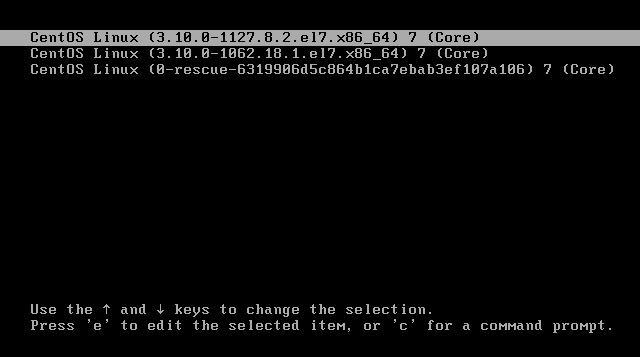 CentOS Linux (3.10.0-1127.8.2.el7.x86_64) 7 (Core)
CentOS Linux (3.10.0-1062.18.1.el7.x86_64) 7 (Core)
CentOS Linux (0-rescue-6319906d5c864b1ca7ebab3ef107a106) 7 (Core)
Use the ↑ and ↓ keys to change the selection.
Press 'e' to edit the selected item, or 'c' for a command prompt.